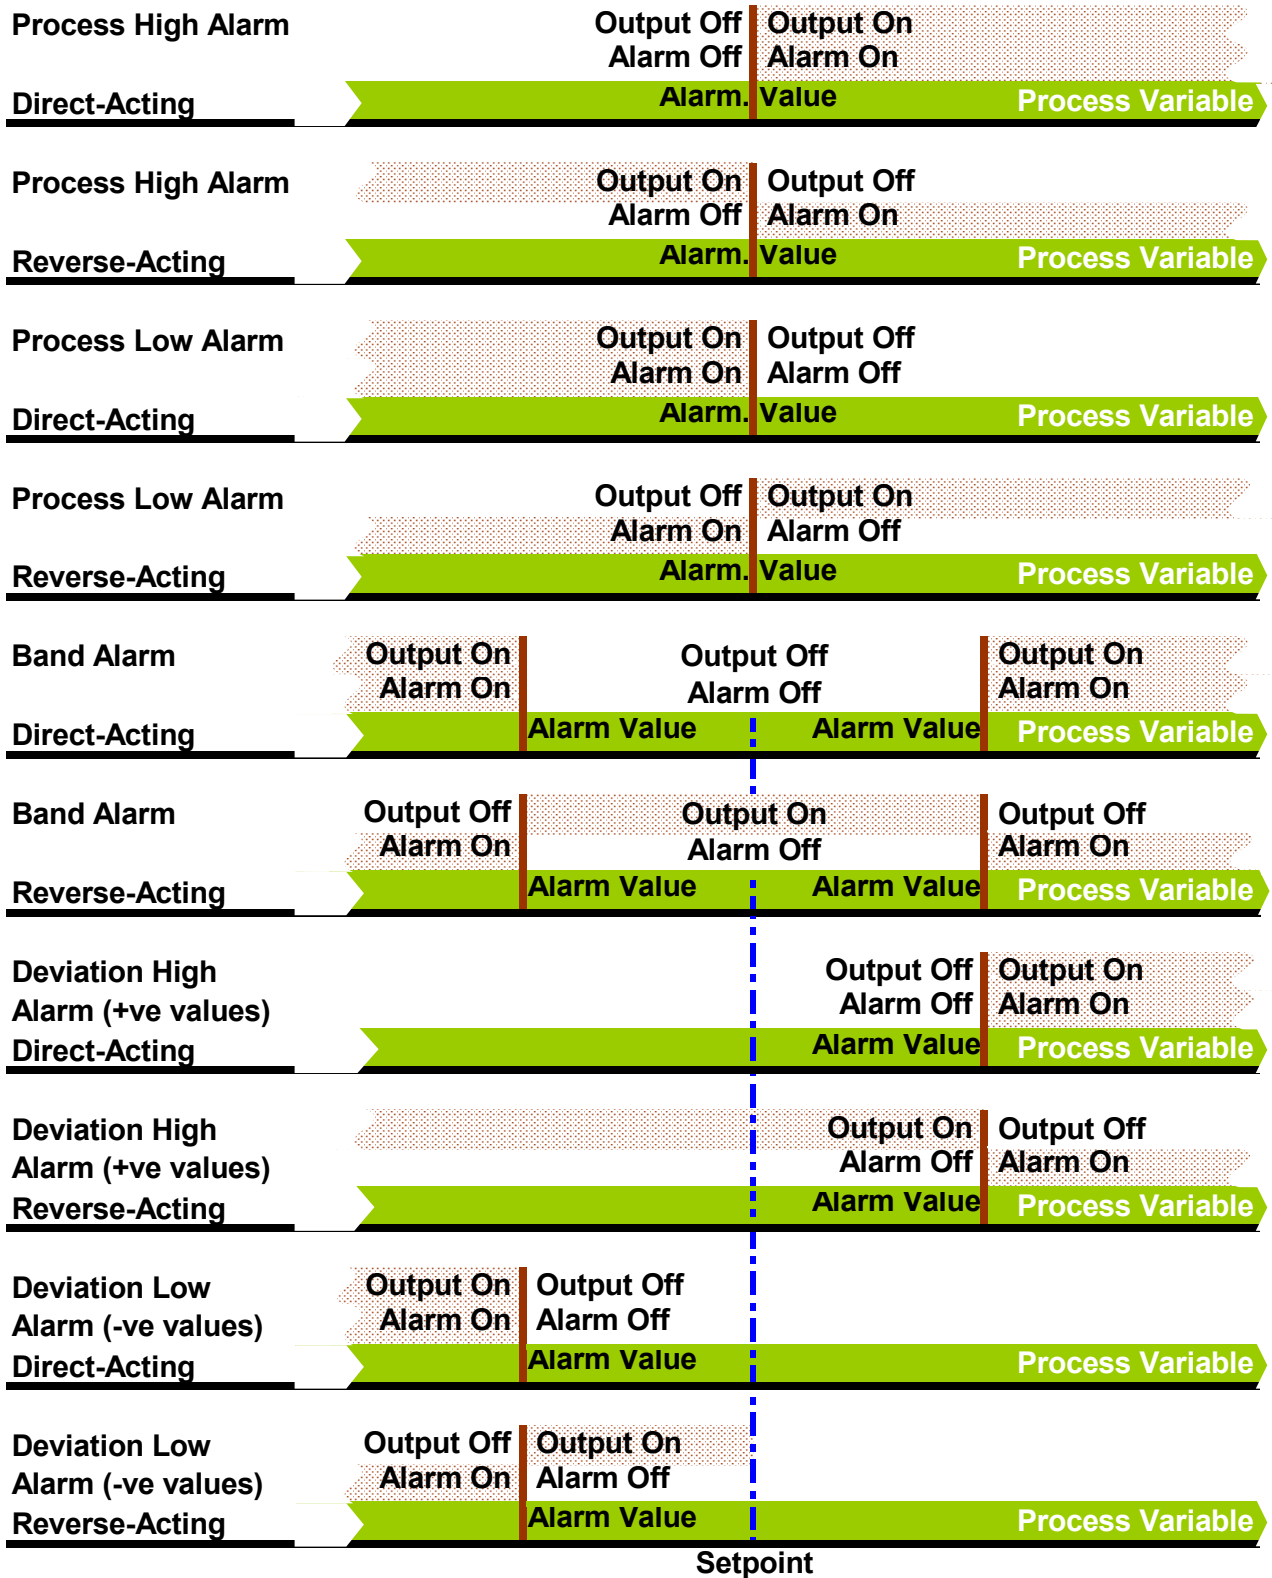 Process High Alarm
Output Off Output On
Alarm Off Alarm On
Direct-Acting Alarm. Value Process Variable
Process High Alarm Output On Output Off
Alarm Off Alarm On
Reverse-Acting Alarm. Value Process Variable
Process Low Alarm Output On Output Off
Alarm On Alarm Off
Direct-Acting Alarm. Value Process Variable
Process Low Alarm Output Off Output On
Alarm On Alarm Off
Reverse-Acting Alarm. Value Process Variable
Band Alarm Output On Output Off Output On
Alarm On Alarm Off Alarm On
Direct-Acting Alarm Value Alarm Value Process Variable
Band Alarm Output Off Output On Output Off
Alarm On Alarm Off Alarm On
Reverse-Acting Alarm Value Alarm Value Process Variable
Deviation High Output Off Output On
Alarm (+ve values) Alarm Off Alarm On
Direct-Acting Alarm Value Process Variable
Deviation High Output On Output Off
Alarm (+ve values) Alarm Off Alarm On
Reverse-Acting Alarm Value Process Variable
Deviation Low Output On Output Off
Alarm (-ve values) Alarm On Alarm Off
Direct-Acting Alarm Value Process Variable
Deviation Low Output Off Output On
Alarm (-ve values) Alarm On Alarm Off
Reverse-Acting Alarm Value Process Variable
Setpoint